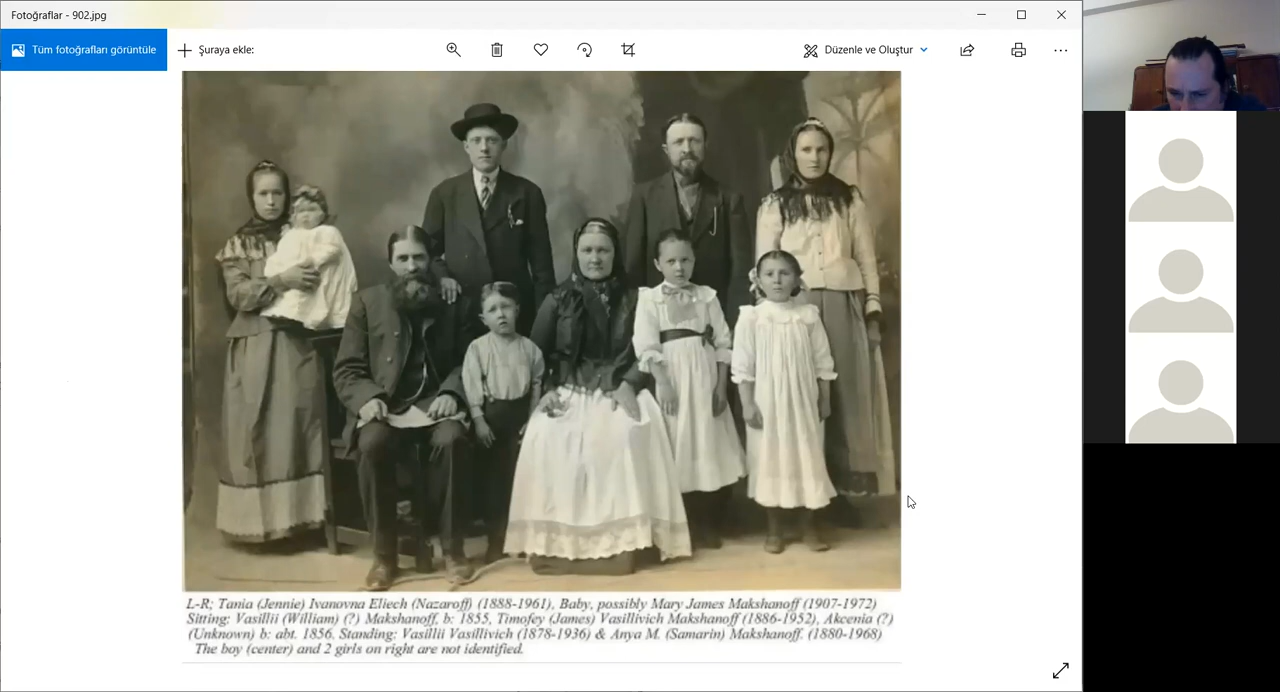 Fotoğraflar - 902.jpg
Tüm fotoğrafları görüntüle
Şuraya ekle:
Düzenle ve Oluştur
L-R; Tania (Jennie) Ivanovna Eliech (Nazaroff) (1888-1961), Baby, possibly Mary James Makshanoff (1907-1972)
Sitting: Vasillii (William) (?) Makshanoff, b: 1855, Timofey (James) Vasillivich Makshanoff (1886-1952), Akcenia (?)
(Unknown) b: abt. 1856. Standing: Vasillii Vasillivich (1878-1936) & Anya M. (Samarin) Makshanoff. (1880-1968)
The boy (center) and 2 girls on right are not identified.